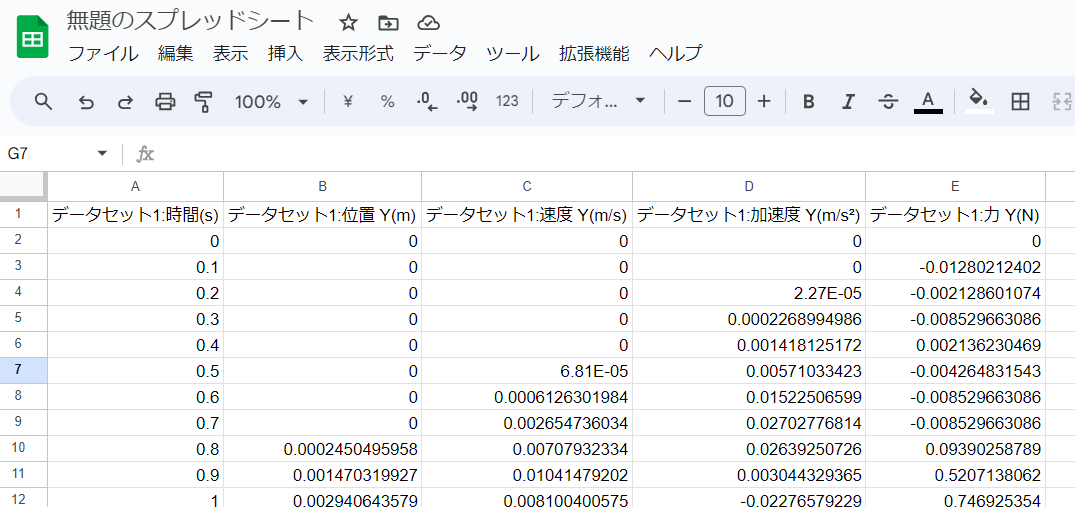 無題のスプレッドシート
ファイル 編集 表示 挿入 表示形式 データ ツール 拡張機能 ヘルプ
100% ¥ % .0 .00 123 デフォ... − 10 + B I S A
G7 fx
A B C D E
1 データセット1:時間(s) データセット1:位置 Y(m) データセット1:速度 Y(m/s) データセット1:加速度 Y(m/s²) データセット1:力 Y(N)
2 0 0 0 0 0
3 0.1 0 0 0 -0.01280212402
4 0.2 0 0 2.27E-05 -0.002128601074
5 0.3 0 0 0.0002268994986 -0.008529663086
6 0.4 0 0 0.001418125172 0.002136230469
7 0.5 0 6.81E-05 0.00571033423 -0.004264831543
8 0.6 0 0.0006126301984 0.01522506599 -0.008529663086
9 0.7 0 0.002654736034 0.02702776814 -0.008529663086
10 0.8 0.0002450495958 0.00707932334 0.02639250726 0.09390258789
11 0.9 0.001470319927 0.01041479202 0.003044329365 0.5207138062
12 1 0.002940643579 0.008100400575 -0.02276579229 0.746925354